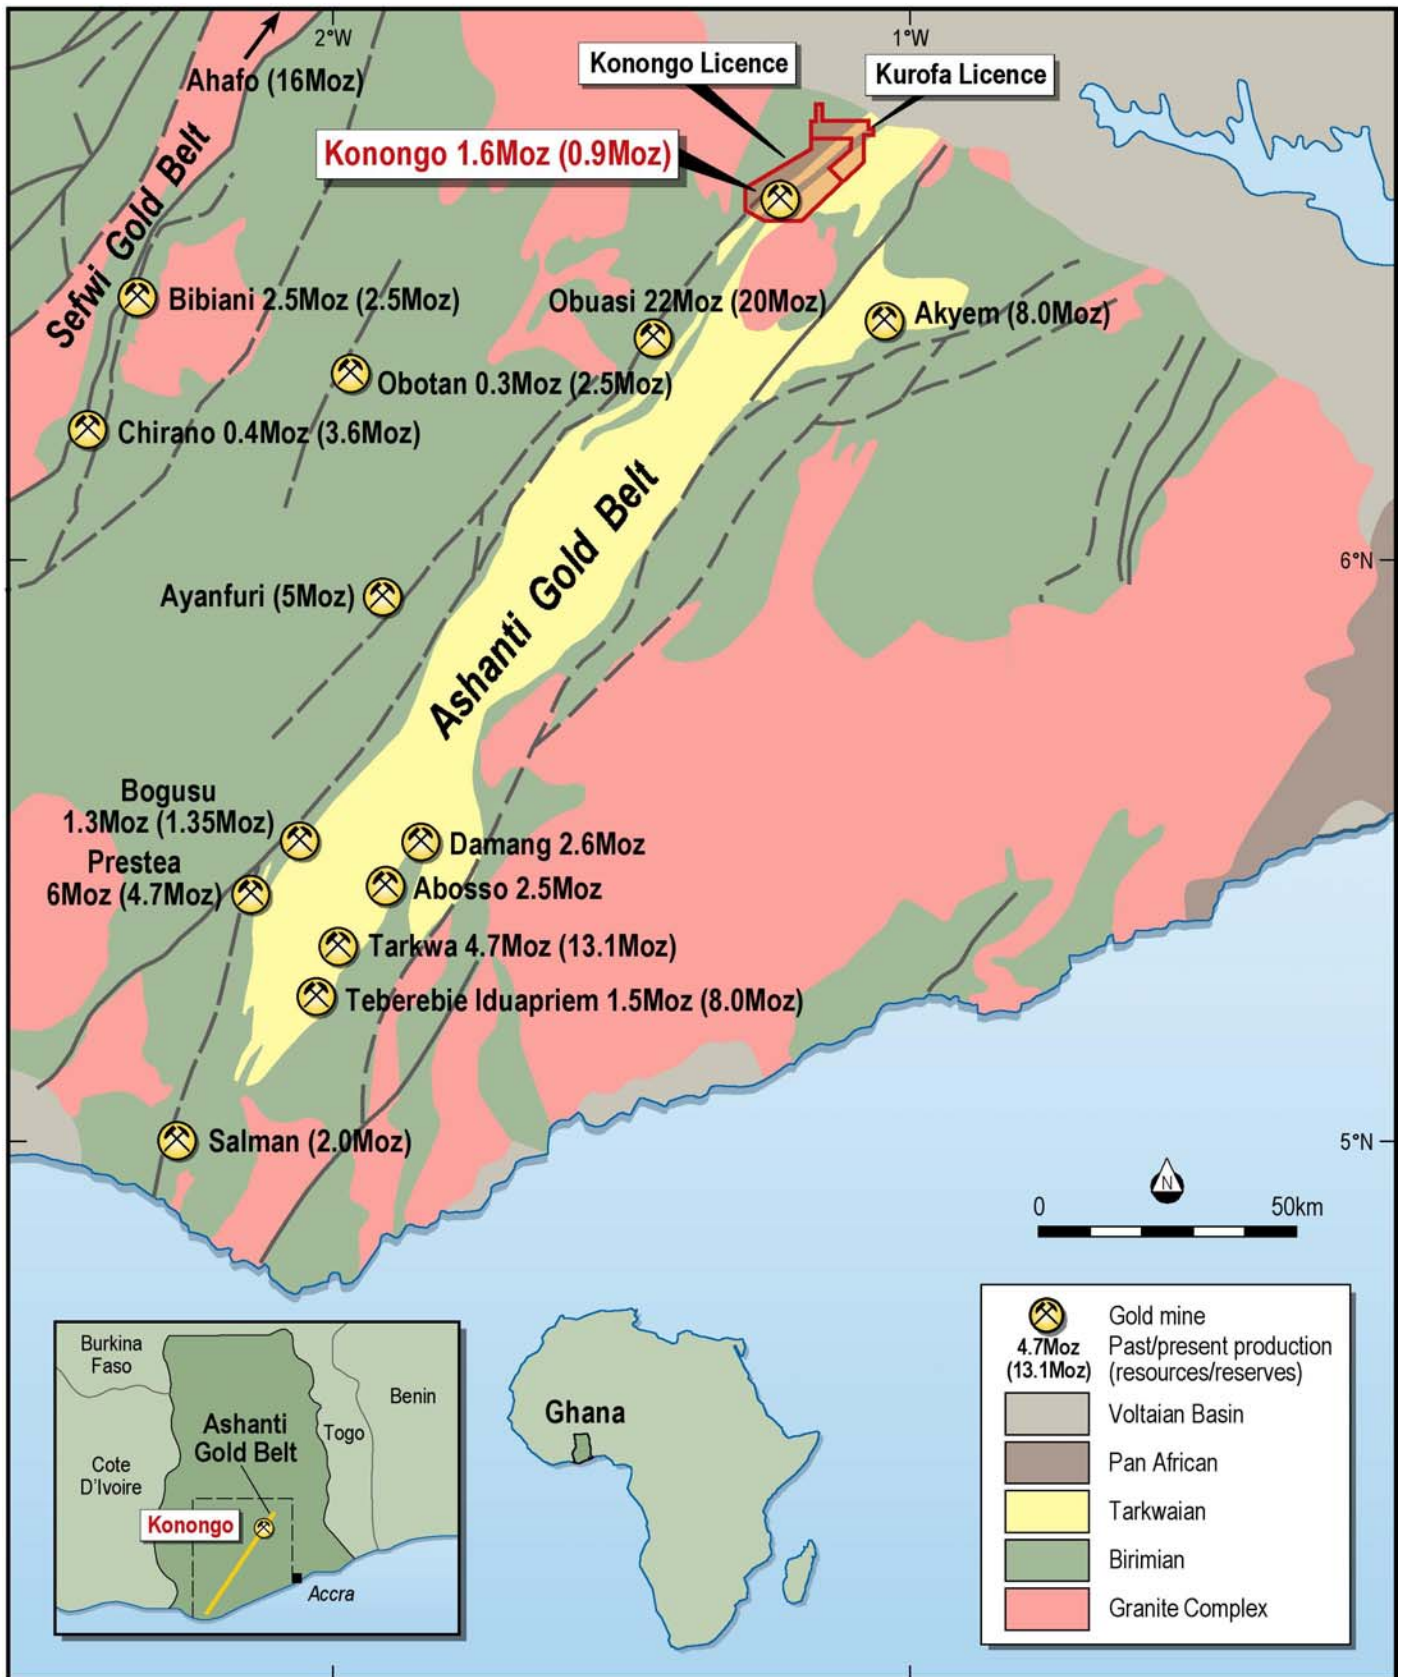 2°W
1°W
Ahafo (16Moz)
Konongo Licence
Kurofa Licence
Konongo 1.6Moz (0.9Moz)
Sefwi Gold Belt
Bibiani 2.5Moz (2.5Moz)
Obuasi 22Moz (20Moz)
Akyem (8.0Moz)
Obotan 0.3Moz (2.5Moz)
Chirano 0.4Moz (3.6Moz)
Ashanti Gold Belt
6°N
Ayanfuri (5Moz)
Bogusu
1.3Moz (1.35Moz)
Prestea
6Moz (4.7Moz)
Damang 2.6Moz
Abosso 2.5Moz
Tarkwa 4.7Moz (13.1Moz)
Teberebie Iduapriem 1.5Moz (8.0Moz)
Salman (2.0Moz)
5°N
N
0 50km
Burkina
Faso
Benin
Ashanti
Gold Belt
Togo
Cote
D'Ivoire
Konongo
Accra
Ghana
Gold mine
4.7Moz Past/present production
(13.1Moz) (resources/reserves)
Voltaian Basin
Pan African
Tarkwaian
Birimian
Granite Complex